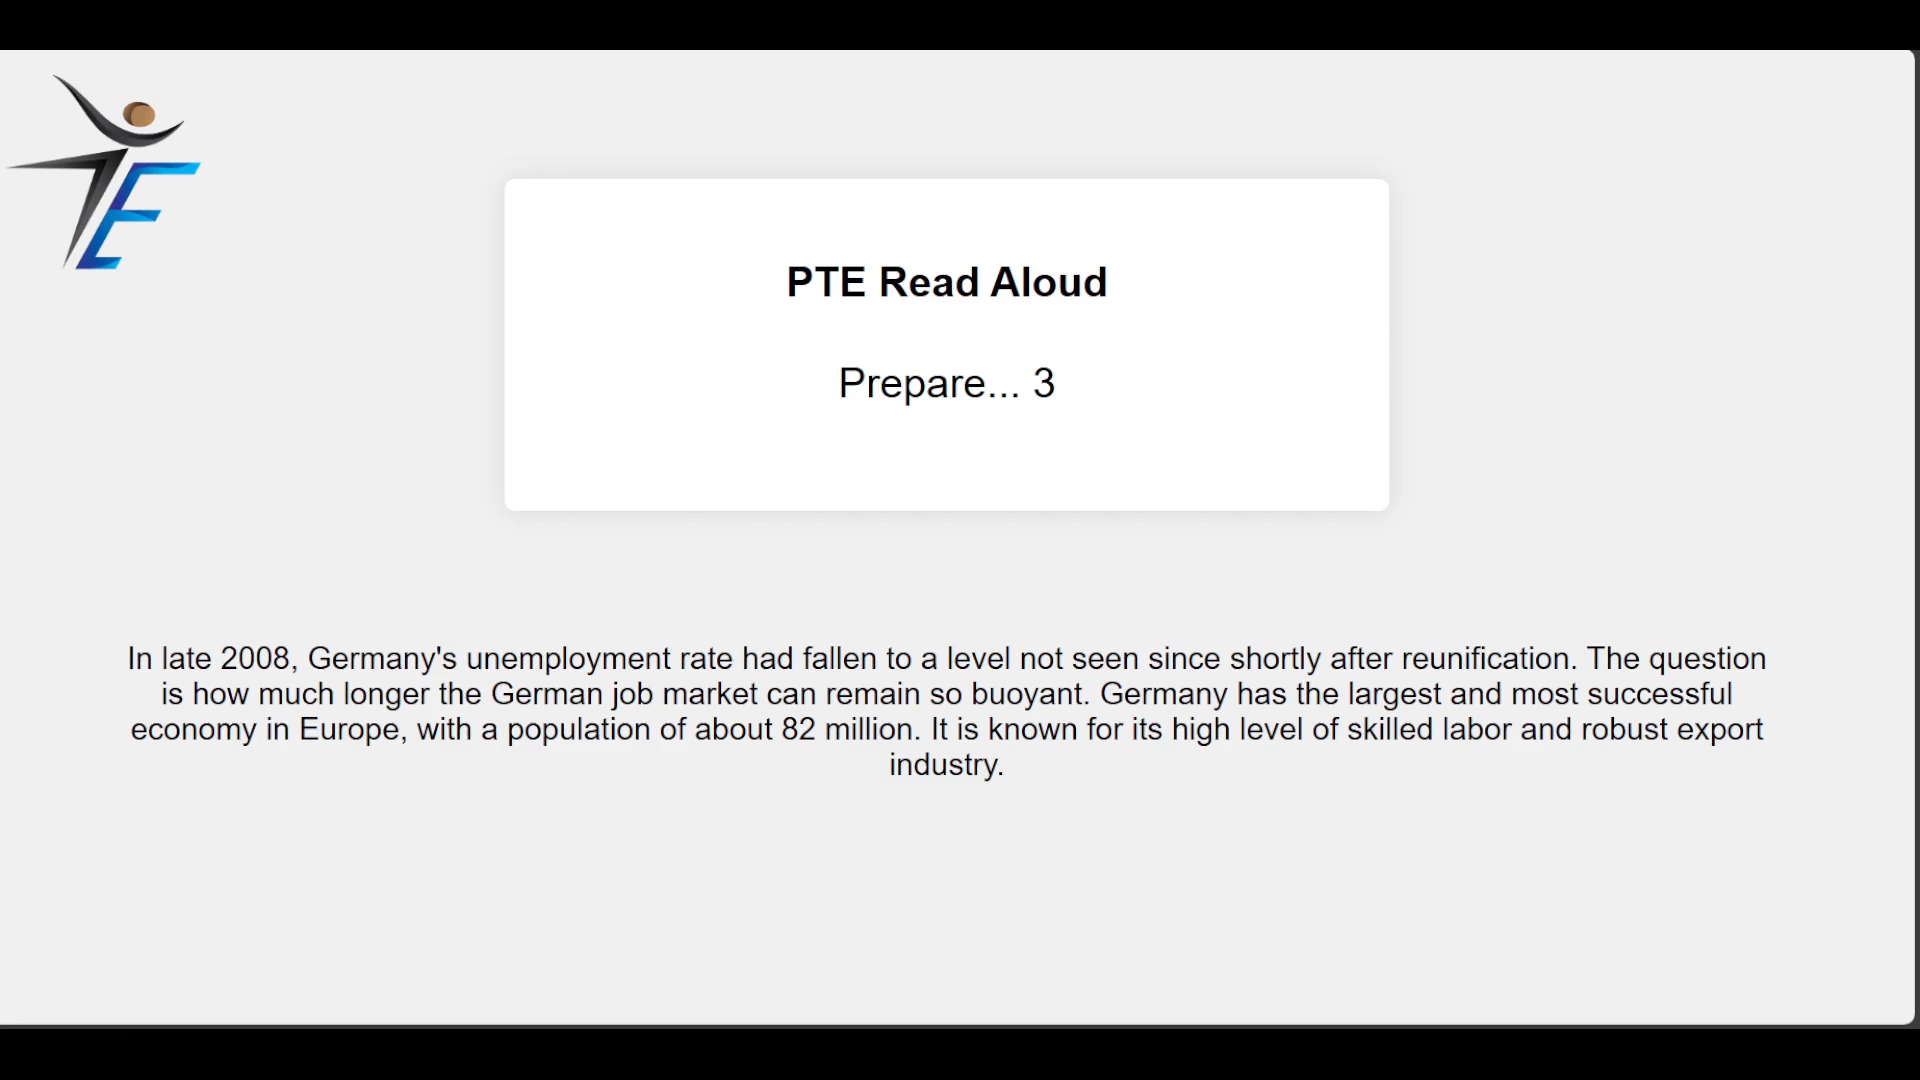 PTE Read Aloud
Prepare... 3
In late 2008, Germany's unemployment rate had fallen to a level not seen since shortly after reunification. The question
is how much longer the German job market can remain so buoyant. Germany has the largest and most successful
economy in Europe, with a population of about 82 million. It is known for its high level of skilled labor and robust export
industry.